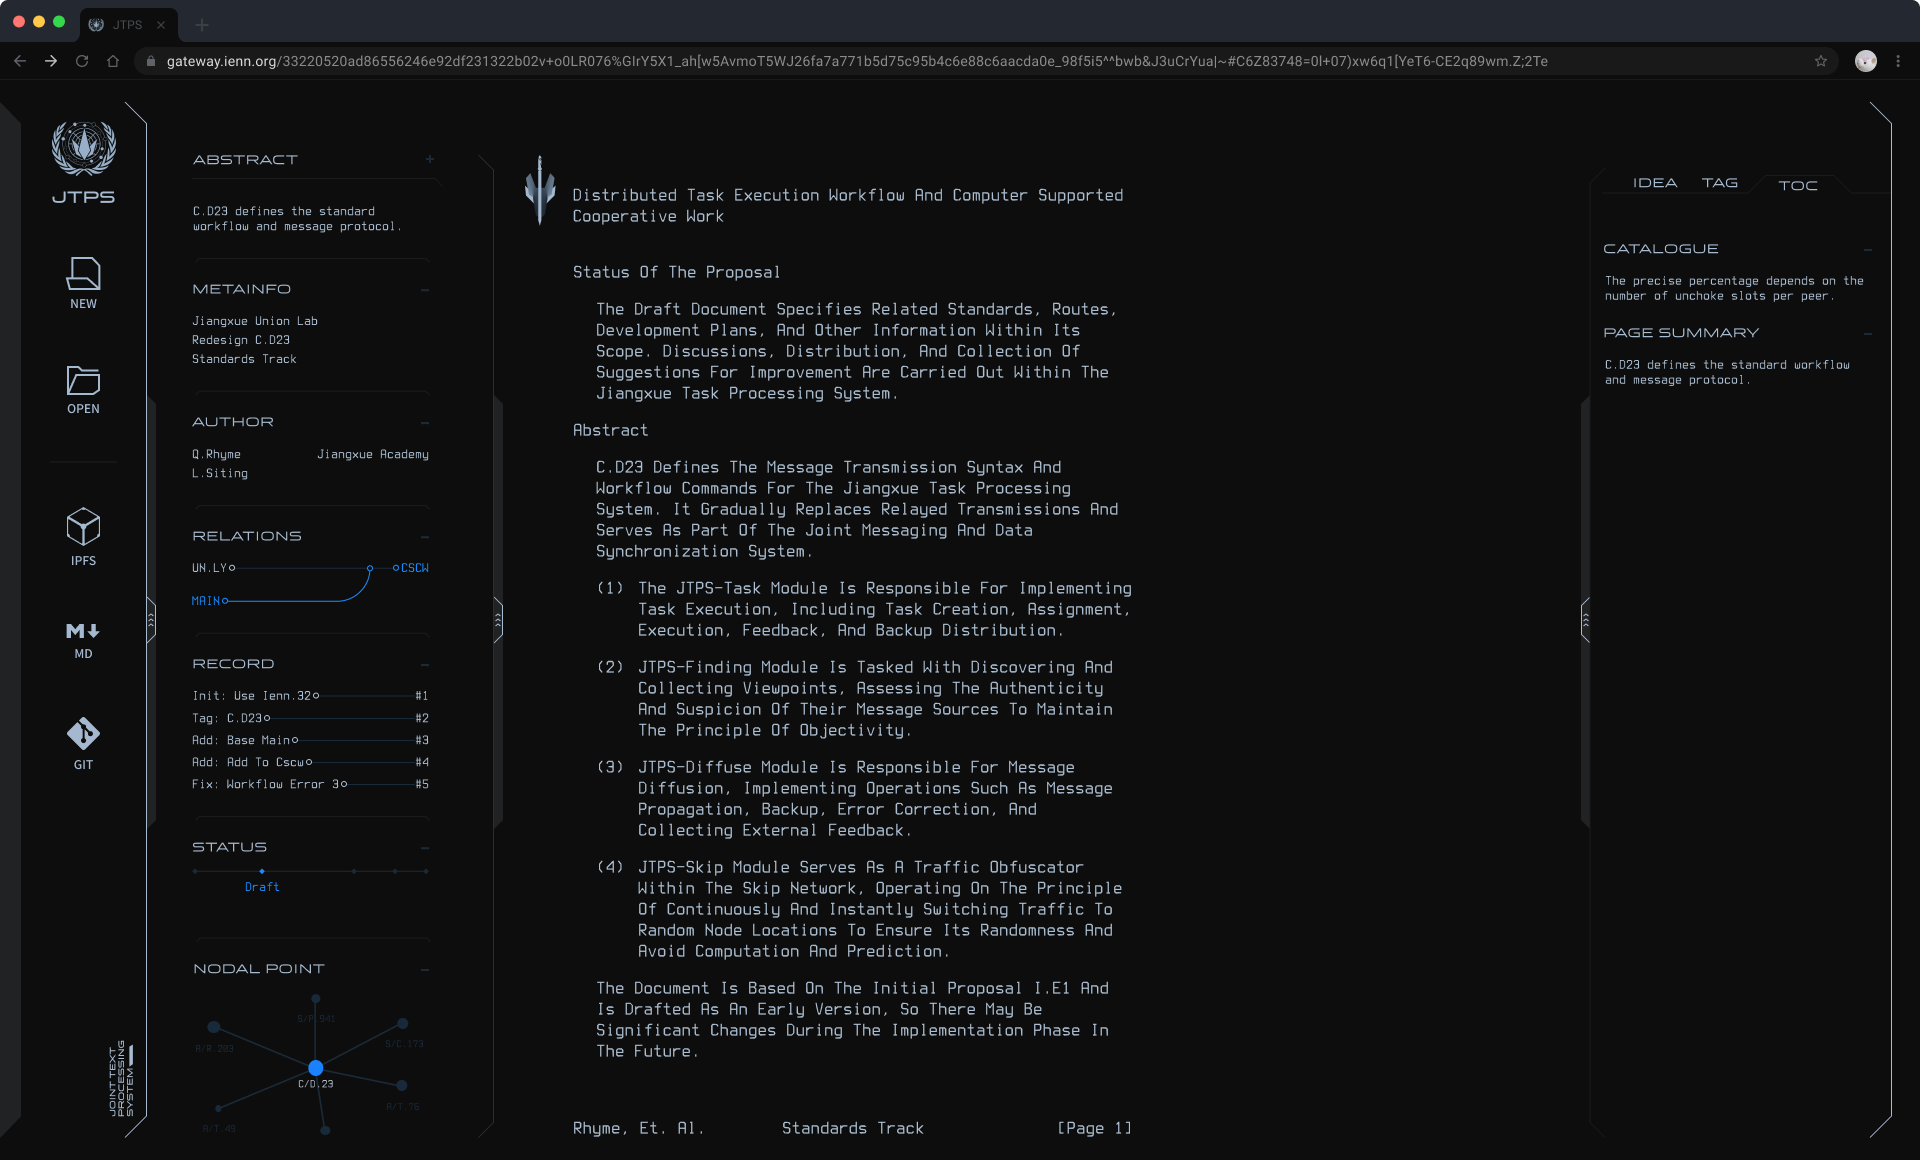 JTPS
gateway.ienn.org/33220520ad86556246e92df231322b02v+o0LR076%GIrY5X1_ah[w5AvmoT5WJ26fa7a771b5d75c95b4c6e88c6aacda0e_98f5i5^^bwb&J3uCrYua|~#C6Z83748=0l+07)xw6q1[YeT6-CE2q89wm.Z;2Te
JTPS
NEW
OPEN
IPFS
MD
GIT
JOINT TEXT
PROCESSING
SYSTEM
ABSTRACT
C.D23 defines the standard
workflow and message protocol.
METAINFO
Jiangxue Union Lab
Redesign C.D23
Standards Track
AUTHOR
Q.Rhyme Jiangxue Academy
L.Siting
RELATIONS
UN.LY CSCW
MAIN
RECORD
Init: Use Ienn.32 #1
Tag: C.D23 #2
Add: Base Main #3
Add: Add To Cscw #4
Fix: Workflow Error 3 #5
STATUS
Draft
NODAL POINT
S/P.941
S/C.173
A/R.203
C/D.23
A/T.76
A/T.49
Distributed Task Execution Workflow And Computer Supported
Cooperative Work
Status Of The Proposal
The Draft Document Specifies Related Standards, Routes,
Development Plans, And Other Information Within Its
Scope. Discussions, Distribution, And Collection Of
Suggestions For Improvement Are Carried Out Within The
Jiangxue Task Processing System.
Abstract
C.D23 Defines The Message Transmission Syntax And
Workflow Commands For The Jiangxue Task Processing
System. It Gradually Replaces Relayed Transmissions And
Serves As Part Of The Joint Messaging And Data
Synchronization System.
(1) The JTPS-Task Module Is Responsible For Implementing
Task Execution, Including Task Creation, Assignment,
Execution, Feedback, And Backup Distribution.
(2) JTPS-Finding Module Is Tasked With Discovering And
Collecting Viewpoints, Assessing The Authenticity
And Suspicion Of Their Message Sources To Maintain
The Principle Of Objectivity.
(3) JTPS-Diffuse Module Is Responsible For Message
Diffusion, Implementing Operations Such As Message
Propagation, Backup, Error Correction, And
Collecting External Feedback.
(4) JTPS-Skip Module Serves As A Traffic Obfuscator
Within The Skip Network, Operating On The Principle
Of Continuously And Instantly Switching Traffic To
Random Node Locations To Ensure Its Randomness And
Avoid Computation And Prediction.
The Document Is Based On The Initial Proposal I.E1 And
Is Drafted As An Early Version, So There May Be
Significant Changes During The Implementation Phase In
The Future.
Rhyme, Et. Al. Standards Track [Page 1]
IDEA TAG TOC
CATALOGUE
The precise percentage depends on the
number of unchoke slots per peer.
PAGE SUMMARY
C.D23 defines the standard workflow
and message protocol.